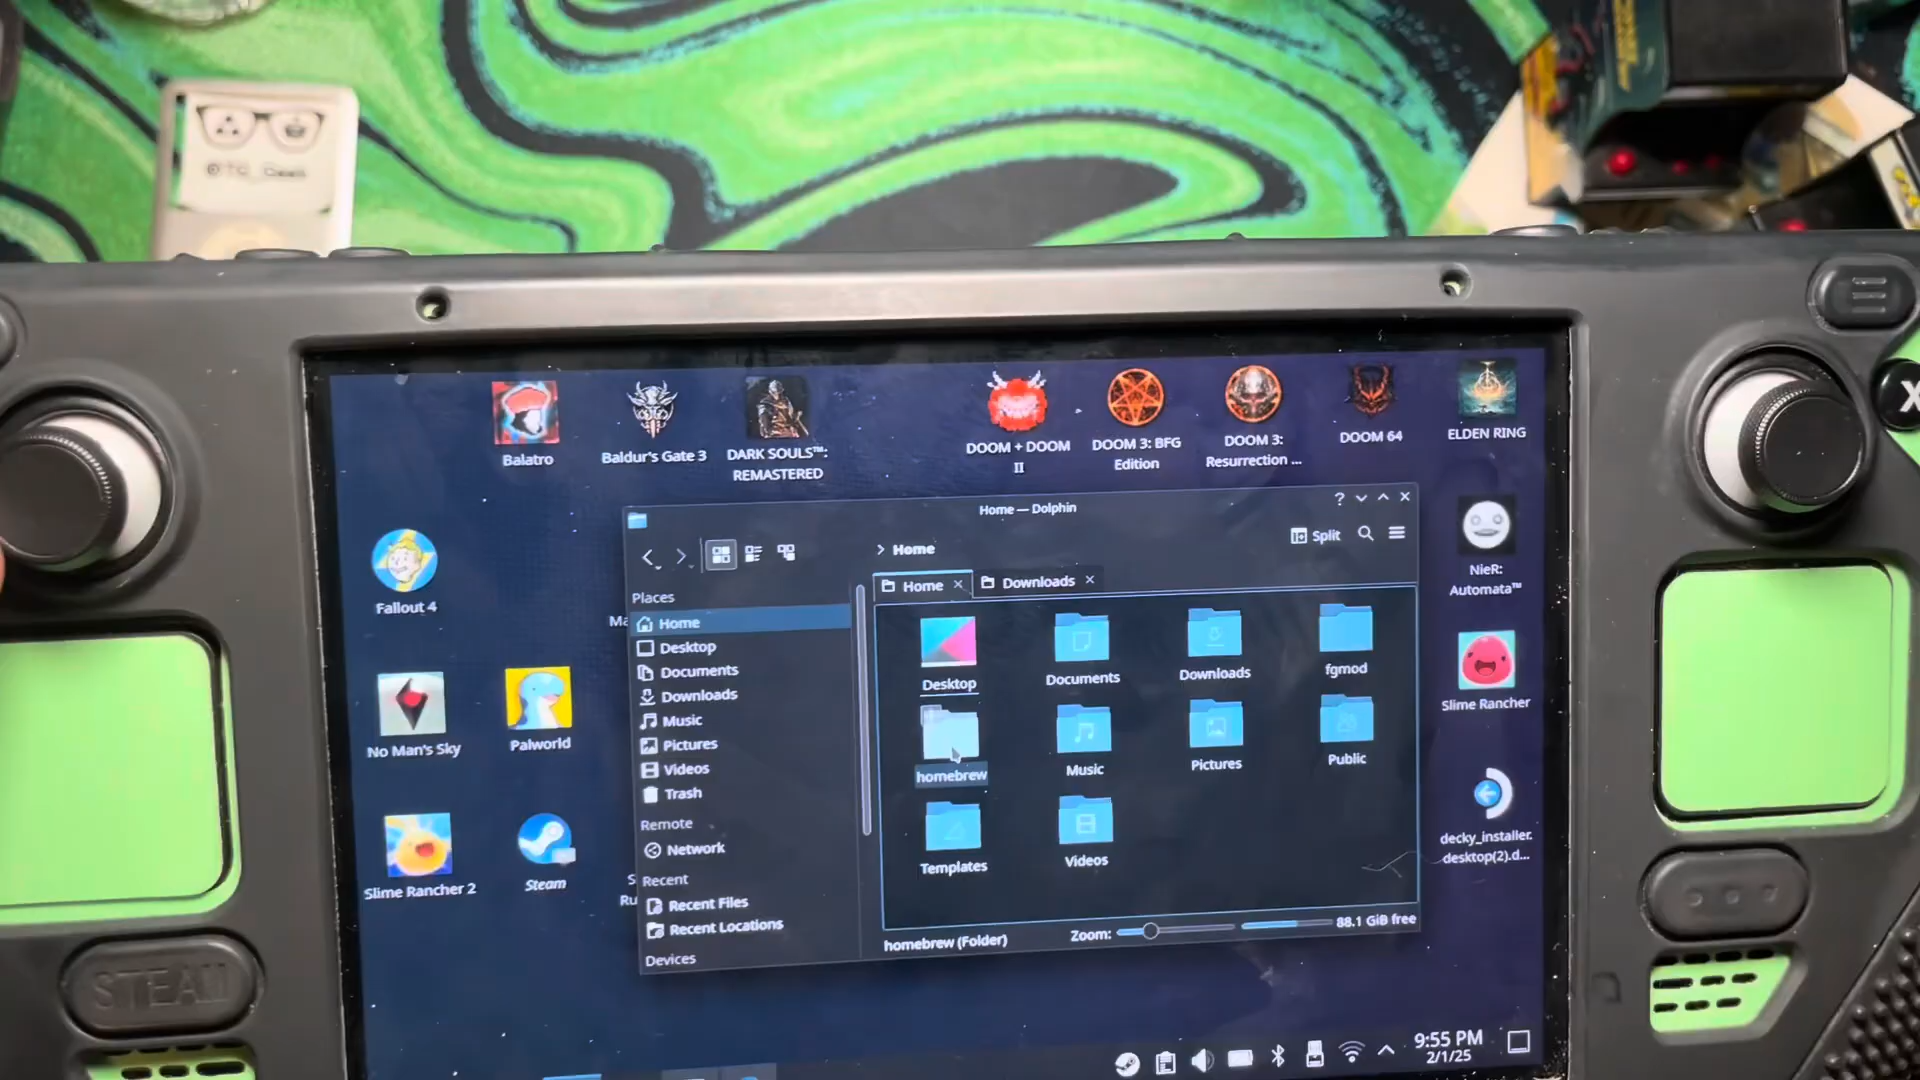 @TC_Geek
X
Balatro
Baldur's Gate 3
DARK SOULS™:
REMASTERED
DOOM + DOOM
II
DOOM 3: BFG
Edition
DOOM 3:
Resurrection ...
DOOM 64
ELDEN RING
Home — Dolphin
?
Split
Home
Home
Downloads
Places
Home
Desktop
Documents
Downloads
Music
Pictures
Videos
Trash
Remote
Network
Recent
Recent Files
Recent Locations
Devices
Desktop
Documents
Downloads
fgmod
homebrew
Music
Pictures
Public
Templates
Videos
homebrew (Folder)
Zoom:
88.1 GiB free
Fallout 4
Ma
No Man's Sky
Palworld
Slime Rancher 2
Steam
S
Ru
NieR:
Automata™
Slime Rancher
decky_installer.
desktop(2).d...
STEAM
9:55 PM
2/1/25